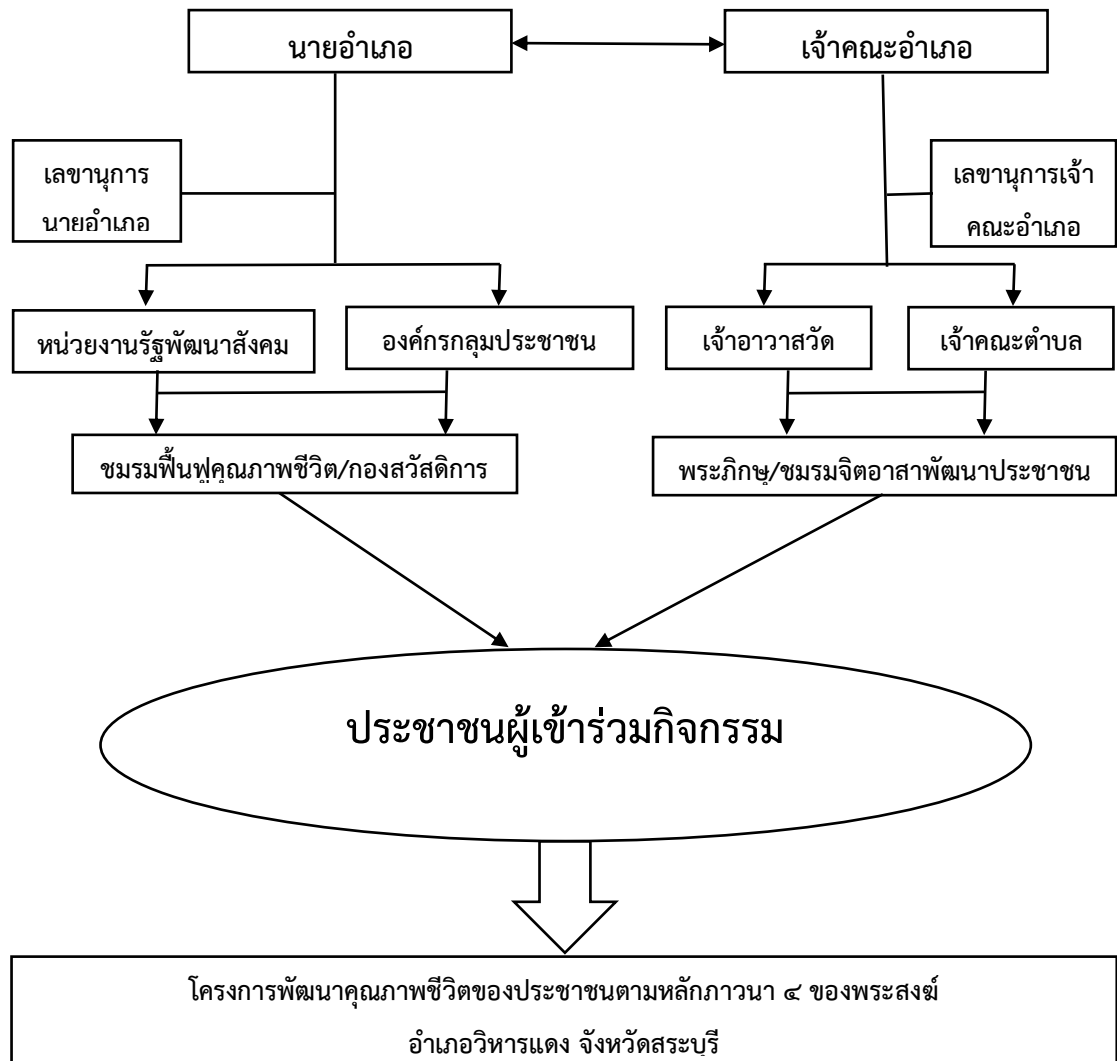 นายอำเภอ
เจ้าคณะอำเภอ
เลขานุการ
นายอำเภอ
เลขานุการเจ้า
คณะอำเภอ
หน่วยงานรัฐพัฒนาสังคม
องค์กรกลุมประชาชน
เจ้าอาวาสวัด
เจ้าคณะตำบล
ชมรมฟื้นฟูคุณภาพชีวิต/กองสวัสดิการ
พระภิกษุ/ชมรมจิตอาสาพัฒนาประชาชน
ประชาชนผู้เข้าร่วมกิจกรรม
โครงการพัฒนาคุณภาพชีวิตของประชาชนตามหลักภาวนา ๔ ของพระสงฆ์
อำเภอวิหารแดง จังหวัดสระบุรี